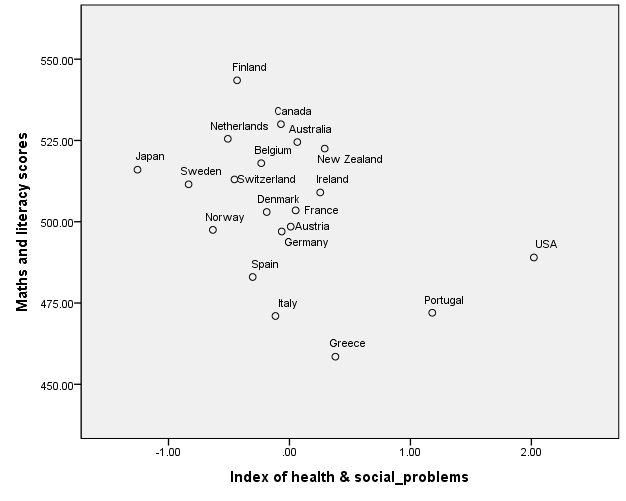 550.00
525.00
500.00
475.00
450.00
Maths and literacy scores
Finland
Canada
Netherlands
Australia
Belgium
New Zealand
Japan
Sweden
Switzerland
Ireland
Denmark
France
Norway
Austria
Germany
USA
Spain
Italy
Portugal
Greece
-1.00
.00
1.00
2.00
Index of health & social_problems